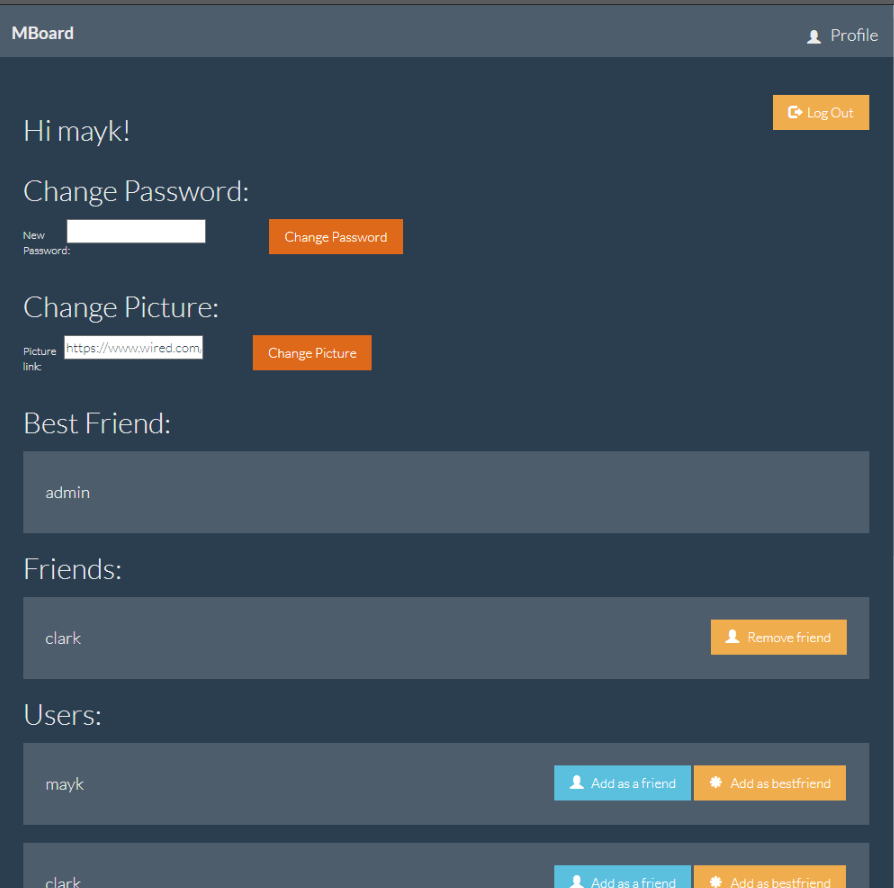 MBoard
Profile
Log Out
Hi mayk!
Change Password:
New
Password:
Change Password
Change Picture:
Picture
link:
https://www.wired.com/
Change Picture
Best Friend:
admin
Friends:
clark
Remove friend
Users:
mayk
Add as a friend
Add as bestfriend
clark
Add as a friend
Add as bestfriend